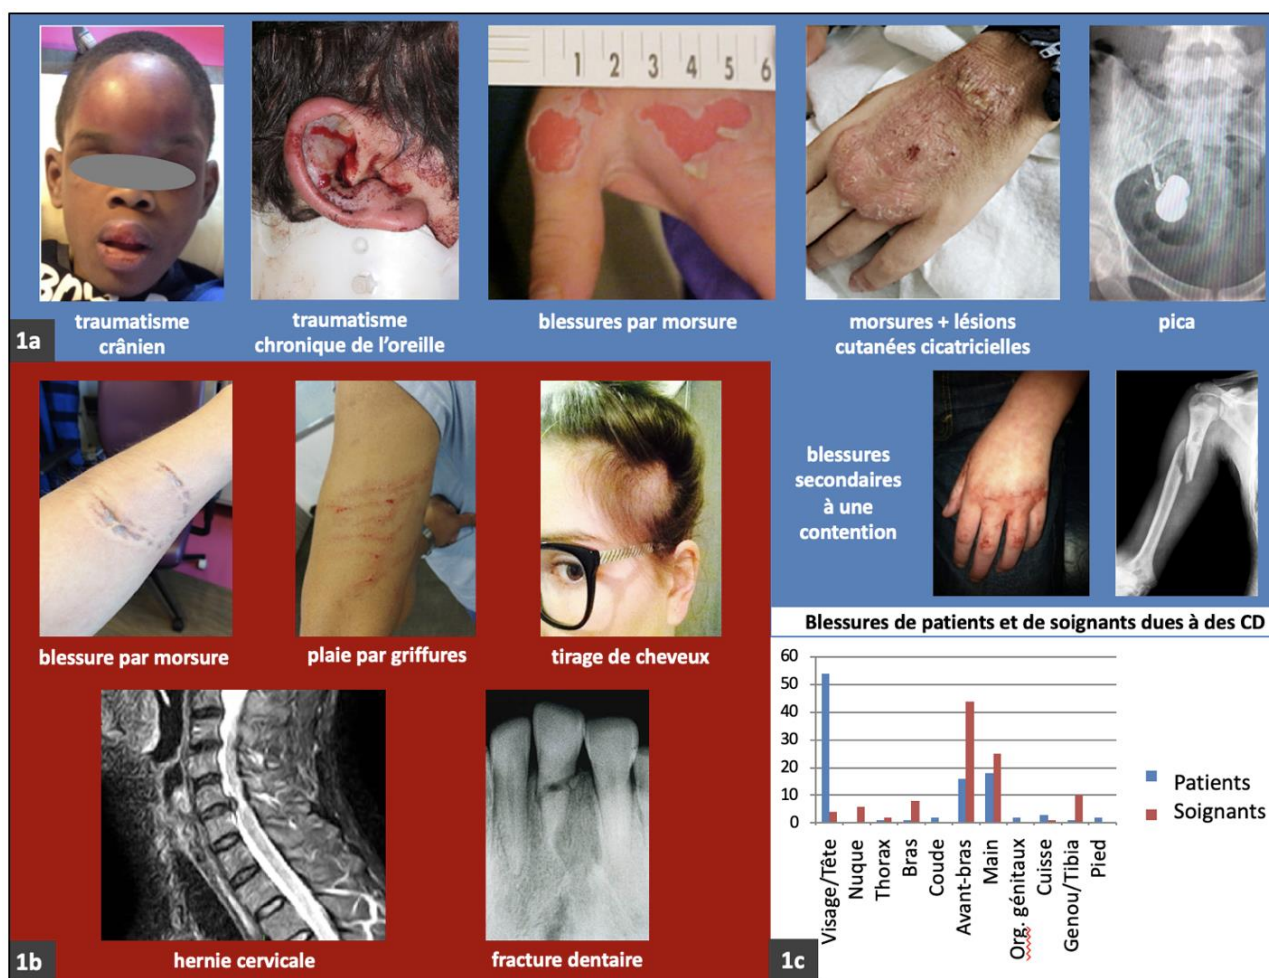 1 2 3 4 5 6
traumatisme
crânien
traumatisme
chronique de l’oreille
blessures par morsure
morsures + lésions
cutanées cicatricielles
pica
1a
blessures
secondaires
à une
contention
blessure par morsure
plaie par griffures
tirage de cheveux
hernie cervicale
fracture dentaire
1b
Blessures de patients et de soignants dues à des CD
60
50
40
30
20
10
0
Visage/Tête
Nuque
Thorax
Bras
Coude
Avant-bras
Main
Org. génitaux
Cuisse
Genou/Tibia
Pied
Patients
Soignants
1c